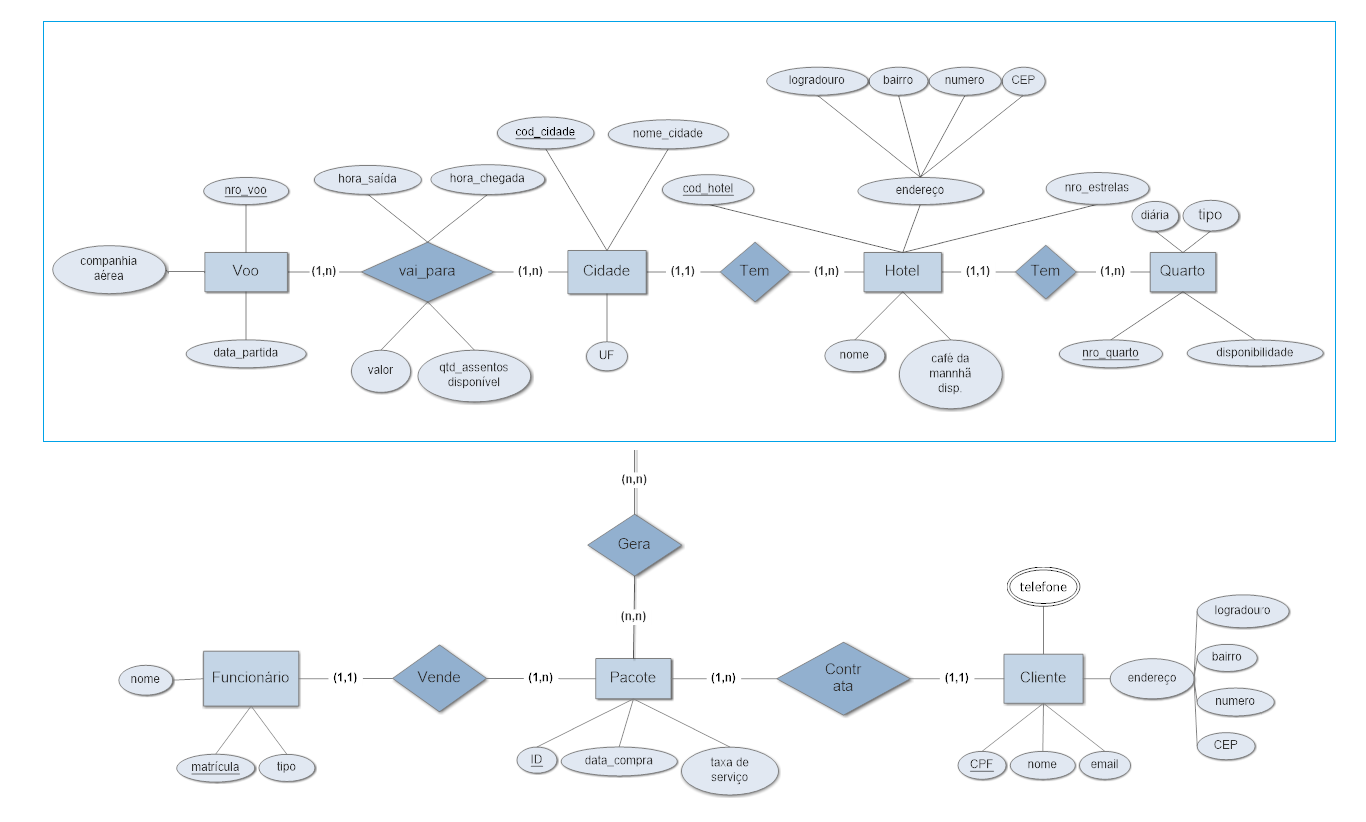 logradouro
bairro
numero
CEP
cod_cidade
nome_cidade
hora_saída
hora_chegada
cod_hotel
endereço
nro_estrelas
nro_voo
diária
tipo
companhia
aérea
Voo
(1,n)
vai_para
(1,n)
Cidade
(1,1)
Tem
(1,n)
Hotel
(1,1)
Tem
(1,n)
Quarto
data_partida
valor
qtd_assentos
disponível
UF
nome
café da
mannhã
disp.
nro_quarto
disponibilidade
(n,n)
Gera
(n,n)
telefone
logradouro
bairro
numero
CEP
nome
Funcionário
(1,1)
Vende
(1,n)
Pacote
(1,n)
Contr
ata
(1,1)
Cliente
endereço
matrícula
tipo
ID
data_compra
taxa de
serviço
CPF
nome
email